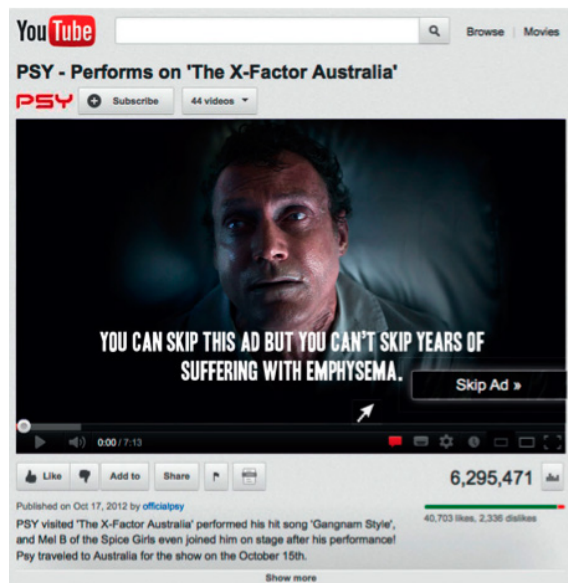 YouTube
Browse | Movies
PSY - Performs on 'The X-Factor Australia'
PSY Subscribe 44 videos
YOU CAN SKIP THIS AD BUT YOU CAN'T SKIP YEARS OF
SUFFERING WITH EMPHYSEMA.
Skip Ad »
0:00 / 7:13
Like Add to Share 6,295,471
Published on Oct 17, 2012 by officialpsy
40,703 likes, 2,336 dislikes
PSY visited 'The X-Factor Australia' performed his hit song 'Gangnam Style',
and Mel B of the Spice Girls even joined him on stage after his performance!
Psy traveled to Australia for the show on the October 15th.
Show more